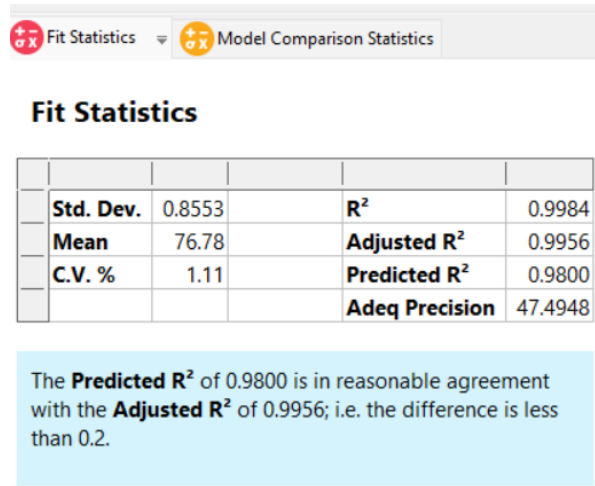 Fit Statistics Model Comparison Statistics
Fit Statistics
Std. Dev. 0.8553 R² 0.9984
Mean 76.78 Adjusted R² 0.9956
C.V. % 1.11 Predicted R² 0.9800
Adeq Precision 47.4948
The Predicted R² of 0.9800 is in reasonable agreement
with the Adjusted R² of 0.9956; i.e. the difference is less
than 0.2.